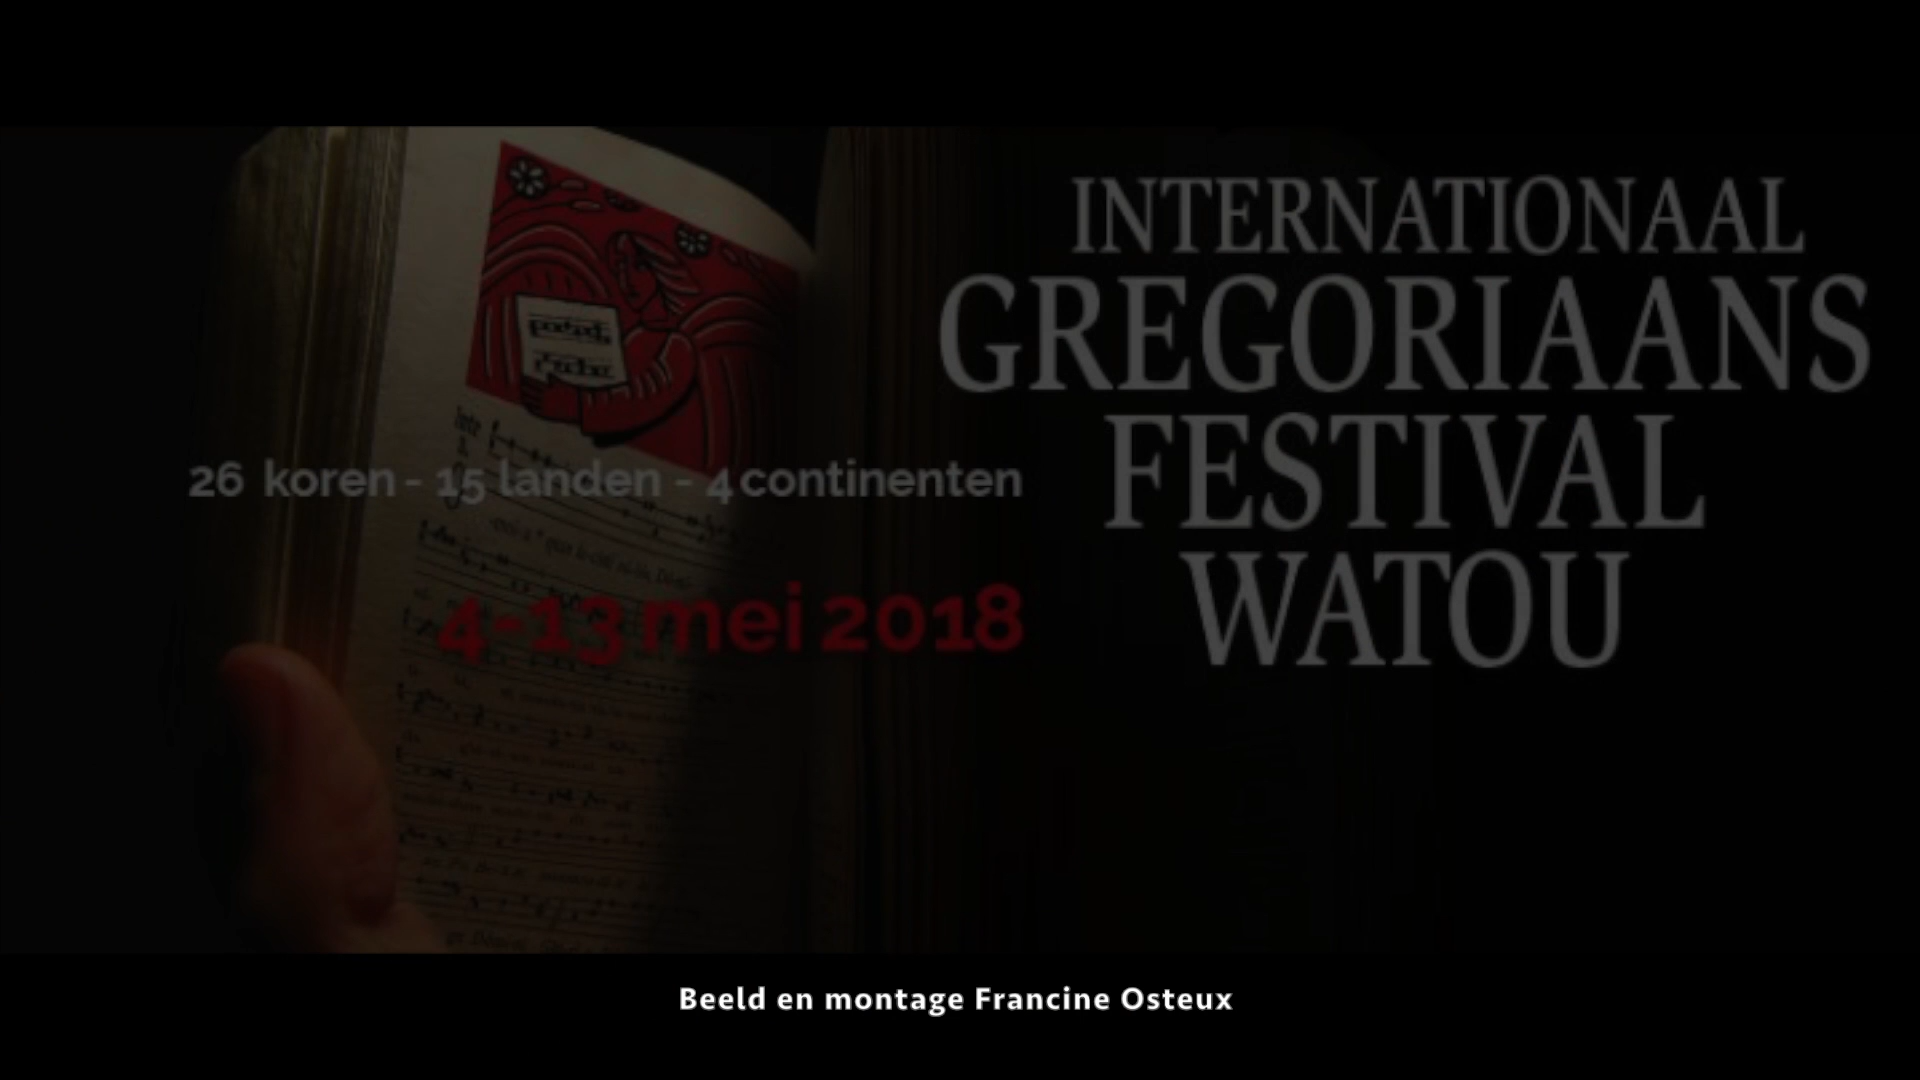 INTERNATIONAAL
GREGORIAANS
FESTIVAL
WATOU
26 koren - 15 landen - 4 continenten
4-13 mei 2018
Beeld en montage Francine Osteux